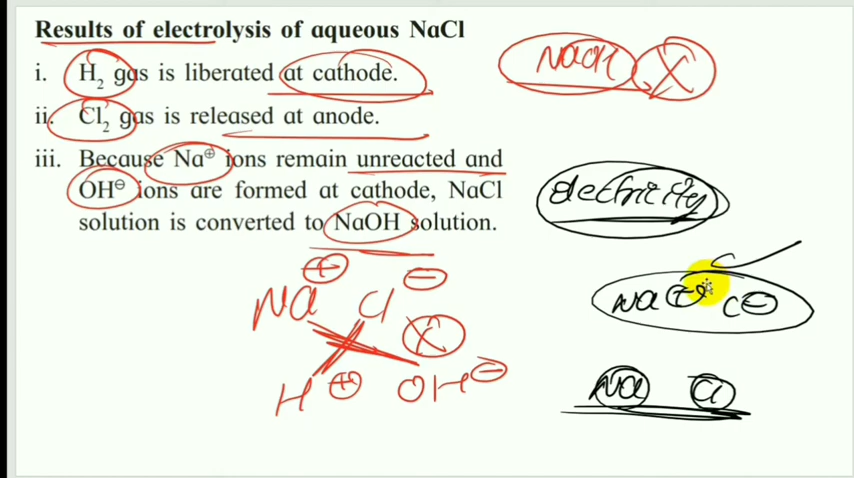 Results of electrolysis of aqueous NaCl
i. H₂ gas is liberated at cathode.
ii. Cl₂ gas is released at anode.
iii. Because Na⊕ ions remain unreacted and
OH⊖ ions are formed at cathode, NaCl
solution is converted to NaOH solution.
NaOH X
electricity
Na⊕ Cl⊖
Na⊕ C⊖
X
H⊕ OH⊖
Na Cl